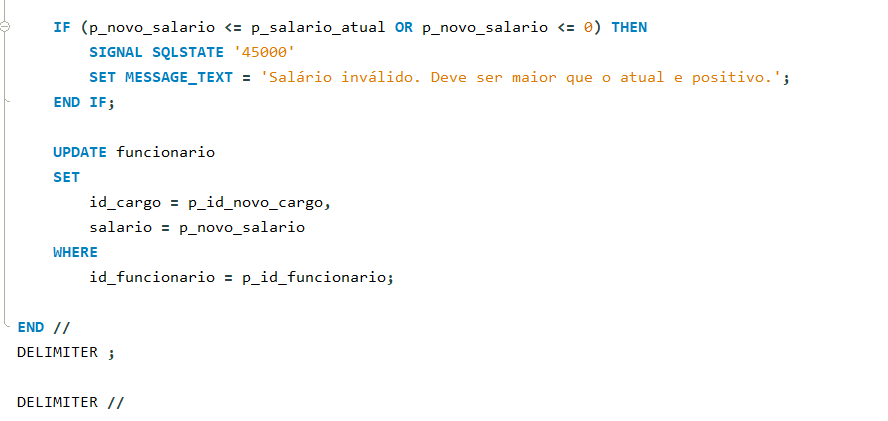 IF (p_novo_salario <= p_salario_atual OR p_novo_salario <= 0) THEN
SIGNAL SQLSTATE '45000'
SET MESSAGE_TEXT = 'Salário inválido. Deve ser maior que o atual e positivo.';
END IF;
UPDATE funcionario
SET
id_cargo = p_id_novo_cargo,
salario = p_novo_salario
WHERE
id_funcionario = p_id_funcionario;
END //
DELIMITER ;
DELIMITER //